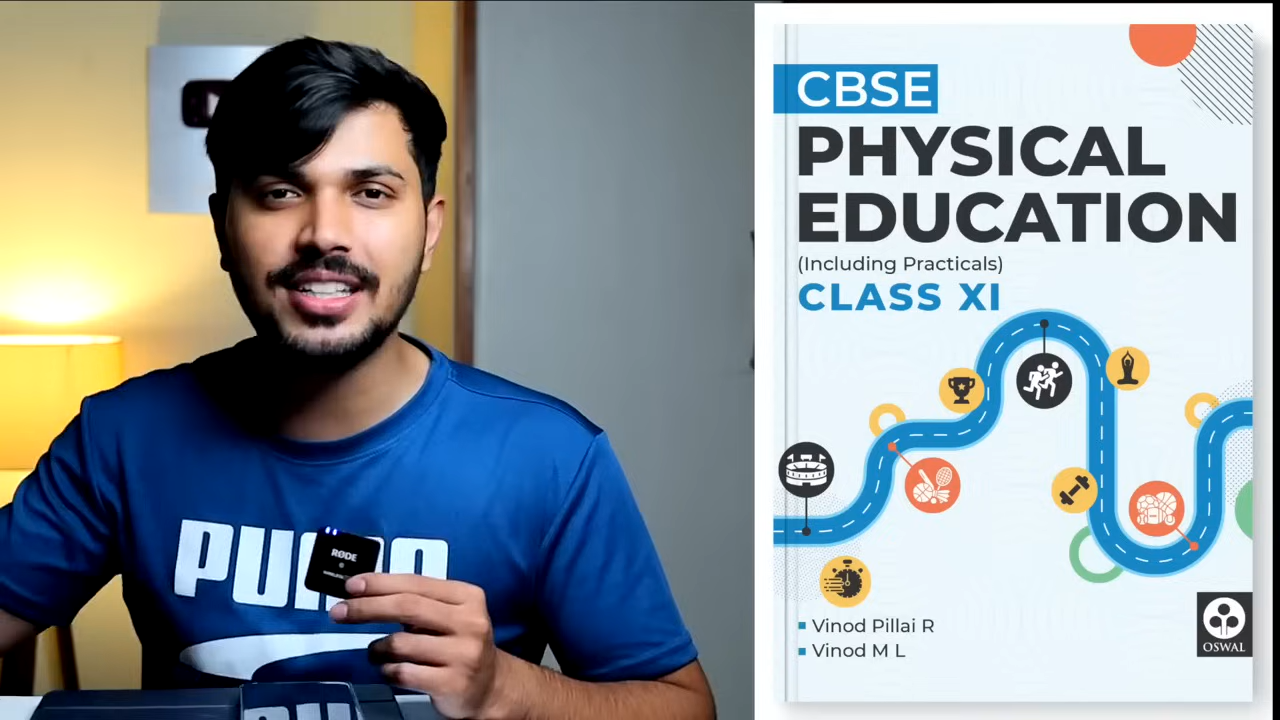 PUMA
RØDE
CBSE
PHYSICAL
EDUCATION
(Including Practicals)
CLASS XI
Vinod Pillai R
Vinod M L
OSWAL